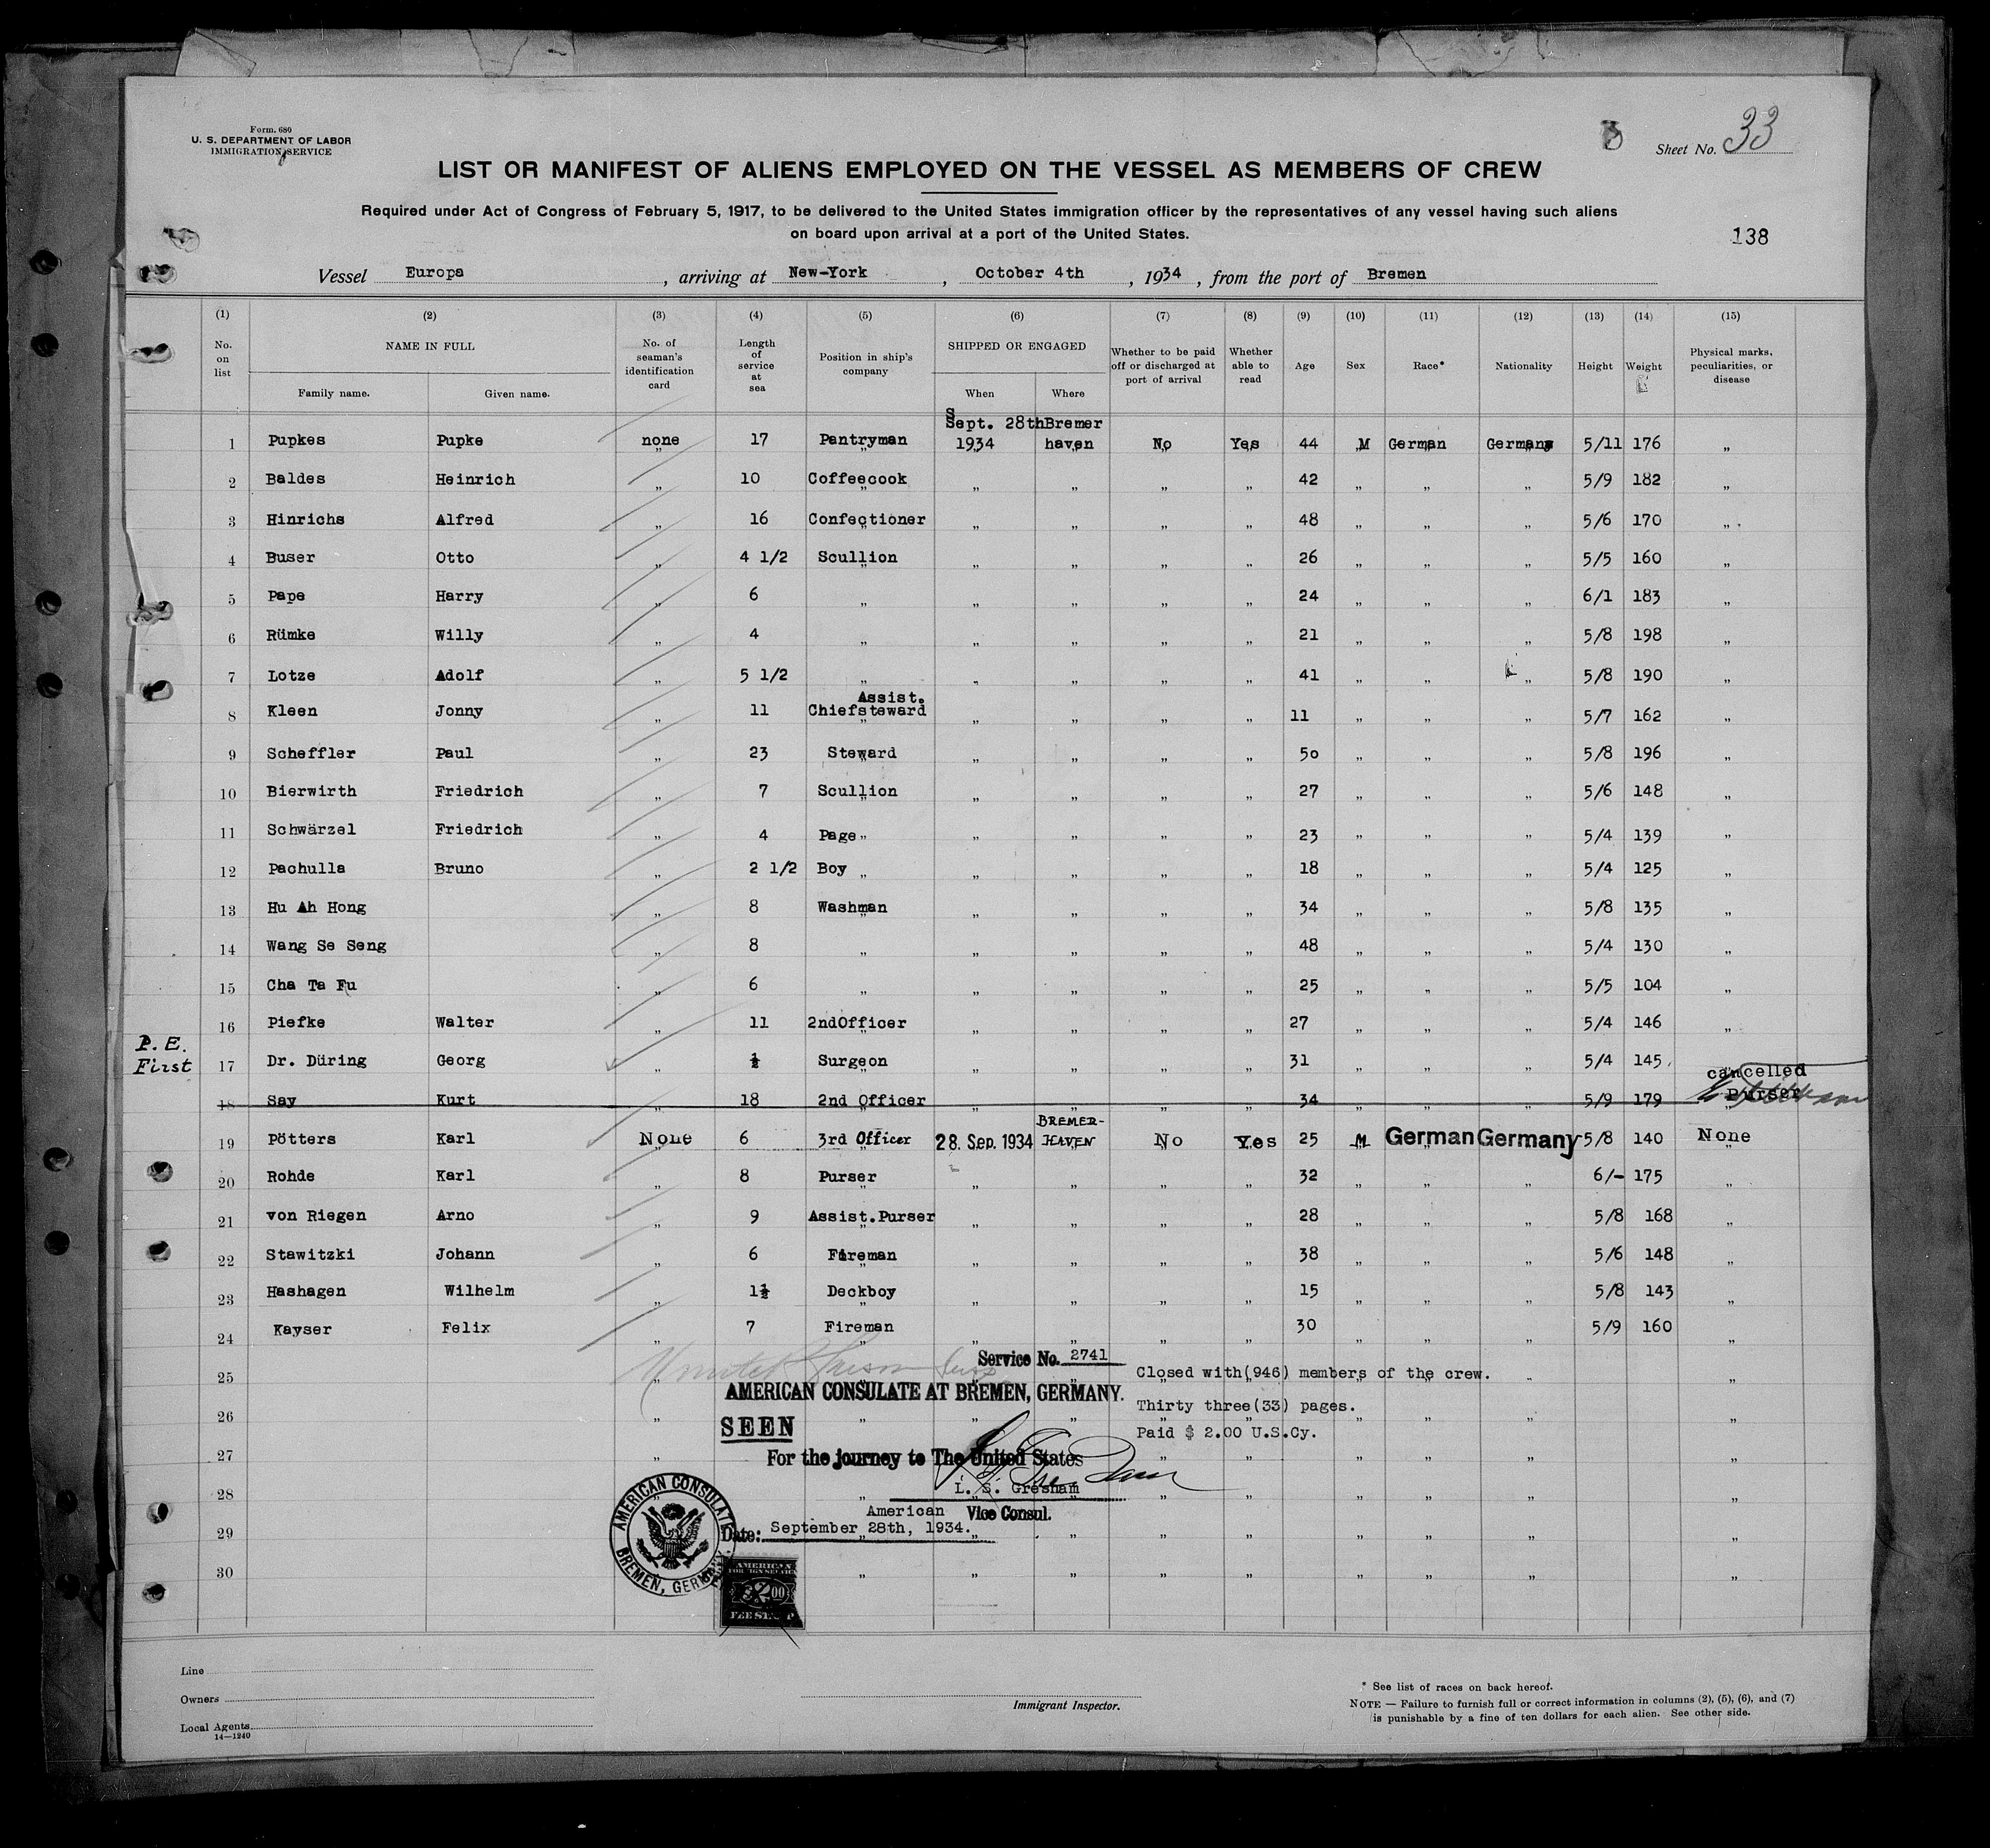 Form. 680
U. S. DEPARTMENT OF LABOR
IMMIGRATION SERVICE
Sheet No. 33
LIST OR MANIFEST OF ALIENS EMPLOYED ON THE VESSEL AS MEMBERS OF CREW
Required under Act of Congress of February 5, 1917, to be delivered to the United States immigration officer by the representatives of any vessel having such aliens
on board upon arrival at a port of the United States.
138
Vessel Europa, arriving at New-York, October 4th, 1934, from the port of Bremen
(1) (2) (3) (4) (5) (6) (7) (8) (9) (10) (11) (12) (13) (14) (15)
No. on list NAME IN FULL Family name. Given name. No. of seaman's identification card Length of service at sea Position in ship's company SHIPPED OR ENGAGED When Where Whether to be paid off or discharged at port of arrival Whether able to read Age Sex Race* Nationality Height Weight Physical marks, peculiarities, or disease
1 Pupkes Pupke none 17 Pantryman Sept. 28th 1934 Bremer haven No Yes 44 M German Germany 5/11 176 „
2 Baldes Heinrich „ 10 Coffeecook „ „ „ „ 42 „ „ „ 5/9 182 „
3 Hinrichs Alfred „ 16 Confectioner „ „ „ „ 48 „ „ „ 5/6 170 „
4 Buser Otto „ 4 1/2 Scullion „ „ „ „ 26 „ „ „ 5/5 160 „
5 Pape Harry „ 6 „ „ „ „ „ 24 „ „ „ 6/1 183 „
6 Rümke Willy „ 4 „ „ „ „ „ 21 „ „ „ 5/8 198 „
7 Lotze Adolf „ 5 1/2 „ „ „ „ „ 41 „ „ „ 5/8 190 „
8 Kleen Jonny „ 11 Assist. Chiefsteward „ „ „ „ 11 „ „ „ 5/7 162 „
9 Scheffler Paul „ 23 Steward „ „ „ „ 50 „ „ „ 5/8 196 „
10 Bierwirth Friedrich „ 7 Scullion „ „ „ „ 27 „ „ „ 5/6 148 „
11 Schwärzel Friedrich „ 4 Page „ „ „ „ „ 23 „ „ „ 5/4 139 „
12 Pachulla Bruno „ 2 1/2 Boy „ „ „ „ „ 18 „ „ „ 5/4 125 „
13 Hu Ah Hong „ 8 Washman „ „ „ „ 34 „ „ „ 5/8 135 „
14 Wang Se Seng „ 8 „ „ „ „ „ 48 „ „ „ 5/4 130 „
15 Cha Ta Fu „ 6 „ „ „ „ „ 25 „ „ „ 5/5 104 „
16 Piefke Walter „ 11 2ndOfficer „ „ „ „ 27 „ „ „ 5/4 146 „
P. E. First
17 Dr. Düring Georg „ ½ Surgeon „ „ „ „ 31 „ „ „ 5/4 145
cancelled
18 Say Kurt „ 18 2nd Officer „ „ „ „ 34 „ „ „ 5/9 179 Purser
19 Pötters Karl None 6 3rd Officer 28. Sep. 1934 BREMER-HAVEN No Yes 25 M German Germany 5/8 140 None
20 Rohde Karl „ 8 Purser „ „ „ „ 32 „ „ „ 6/- 175 „
21 von Riegen Arno „ 9 Assist.Purser „ „ „ „ 28 „ „ „ 5/8 168 „
22 Stawitzki Johann „ 6 Fireman „ „ „ „ 38 „ „ „ 5/6 148 „
23 Hashagen Wilhelm „ 1½ Deckboy „ „ „ „ 15 „ „ „ 5/8 143 „
24 Kayser Felix „ 7 Fireman „ „ „ „ 30 „ „ „ 5/9 160 „
Service No. 2741
25
Closed with(946) members of the crew.
AMERICAN CONSULATE AT BREMEN, GERMANY.
26
Thirty three(33) pages.
SEEN
Paid $ 2.00 U.S.Cy.
27
For the journey to The United States
28
L. S. Gresham
American Vice Consul.
29
Date: September 28th, 1934.
30
AMERICAN CONSULATE
BREMEN, GERMANY
AMERICAN
FOREIGN SERVICE
$2.00
FEE STAMP
Line
Owners
Local Agents
14—1240
Immigrant Inspector.
* See list of races on back hereof.
NOTE — Failure to furnish full or correct information in columns (2), (5), (6), and (7)
is punishable by a fine of ten dollars for each alien. See other side.